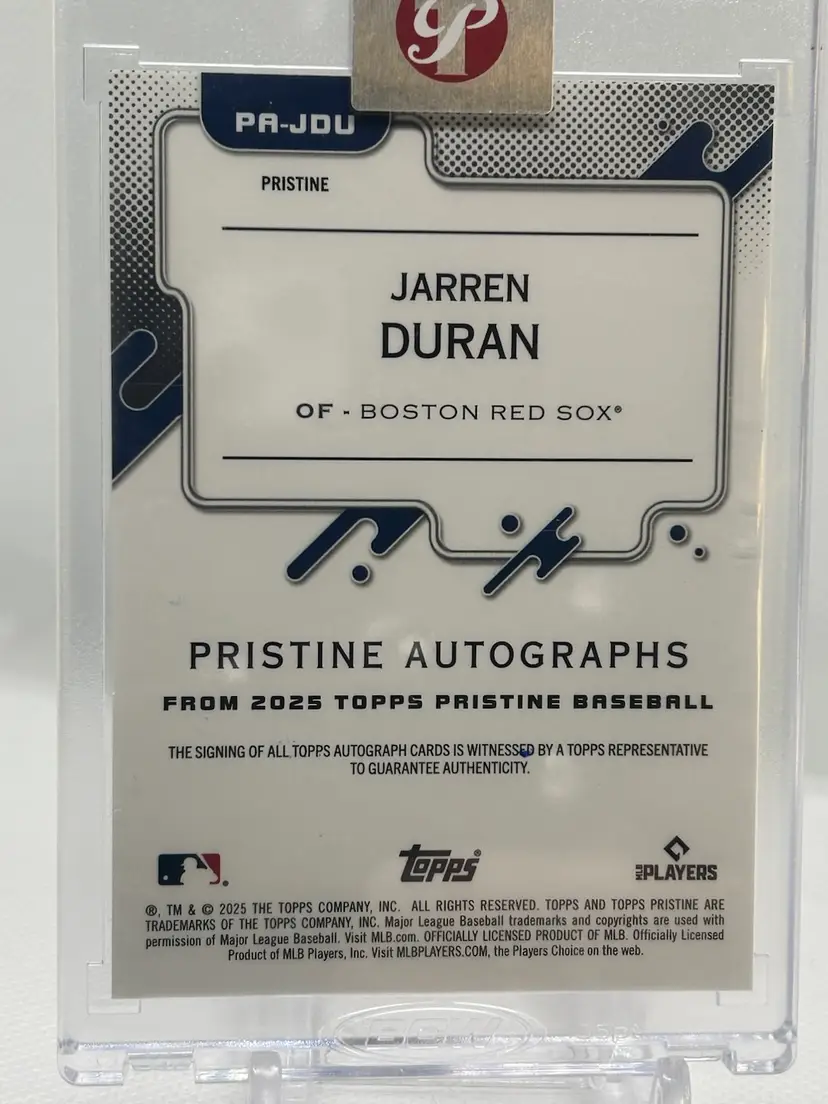 PA-JDU
PRISTINE
JARREN
DURAN
OF - BOSTON RED SOX®
PRISTINE AUTOGRAPHS
FROM 2025 TOPPS PRISTINE BASEBALL
THE SIGNING OF ALL TOPPS AUTOGRAPH CARDS IS WITNESSED BY A TOPPS REPRESENTATIVE
TO GUARANTEE AUTHENTICITY.
topps®
MLB PLAYERS
®, TM & © 2025 THE TOPPS COMPANY, INC. ALL RIGHTS RESERVED. TOPPS AND TOPPS PRISTINE ARE
TRADEMARKS OF THE TOPPS COMPANY, INC. Major League Baseball trademarks and copyrights are used with
permission of Major League Baseball. Visit MLB.com. OFFICIALLY LICENSED PRODUCT OF MLB. Officially Licensed
Product of MLB Players, Inc. Visit MLBPLAYERS.COM, the Players Choice on the web.